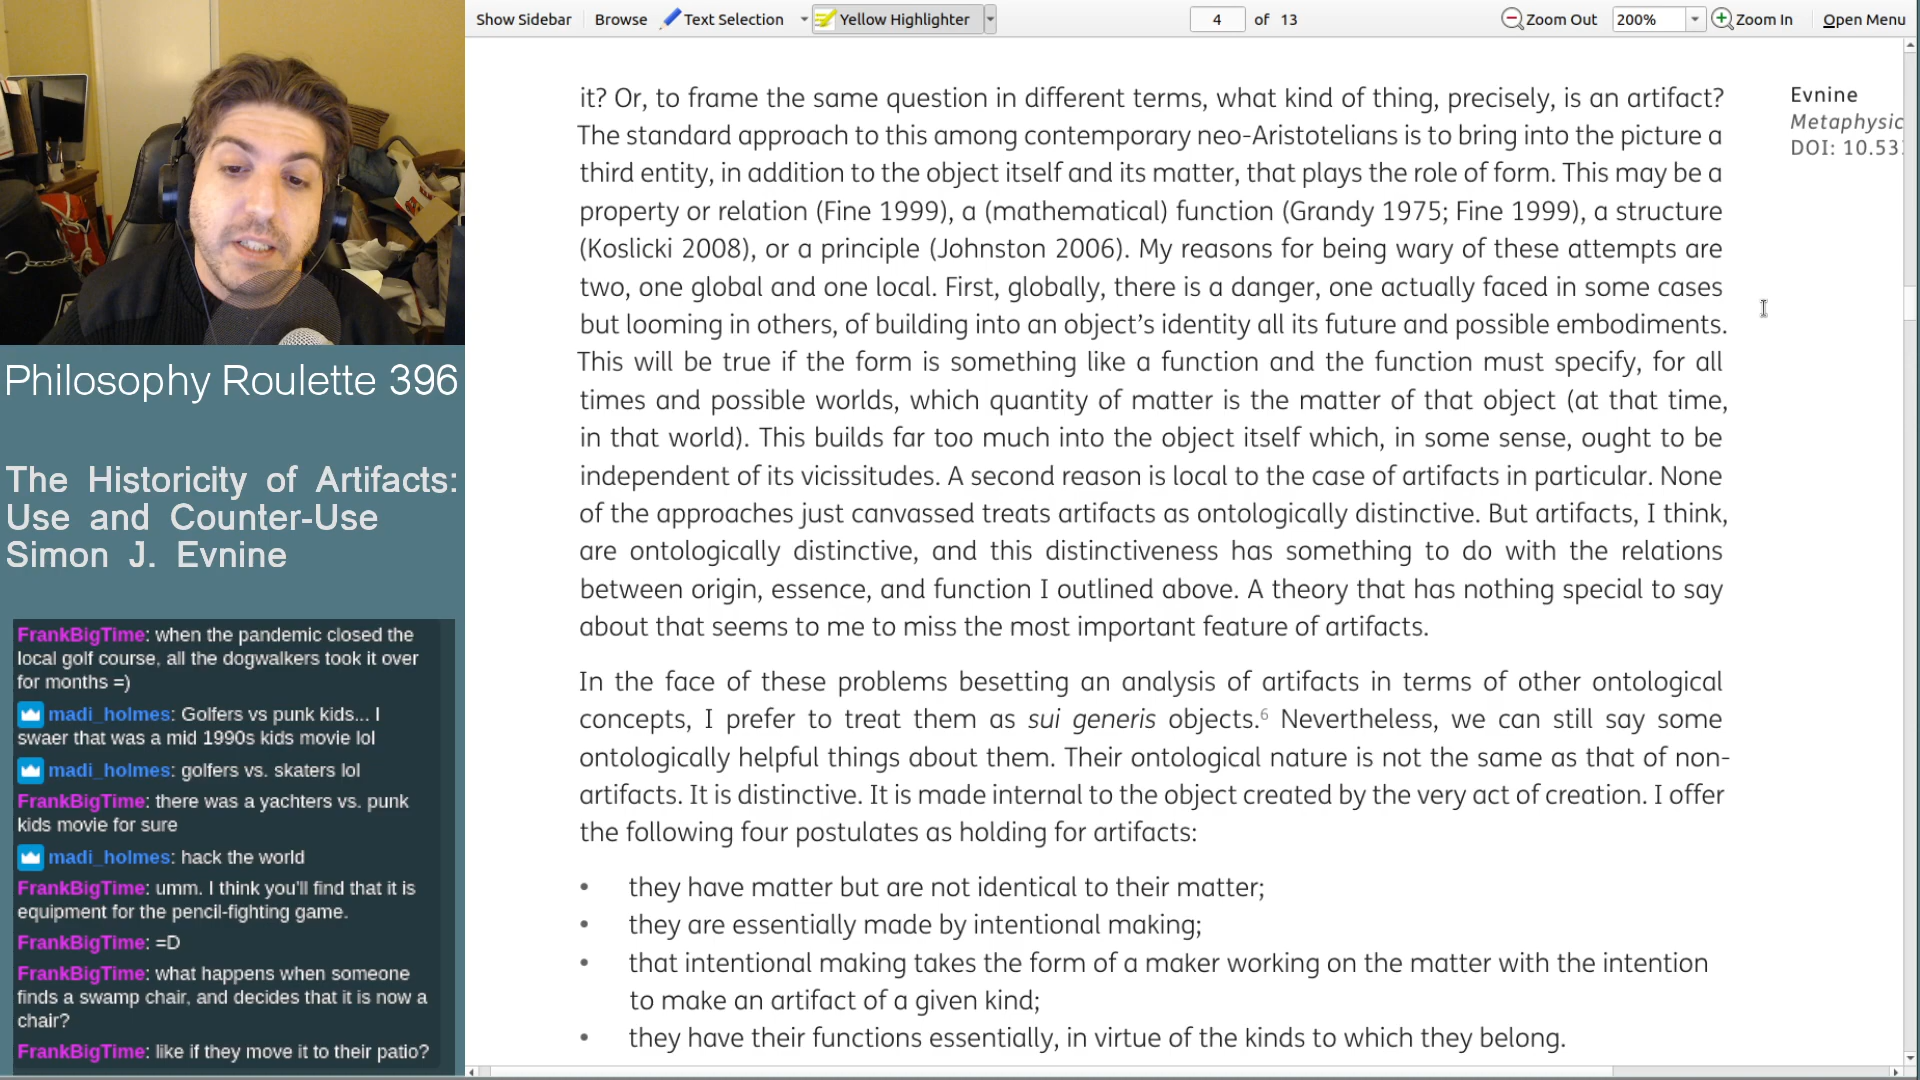 Show Sidebar Browse Text Selection Yellow Highlighter 4 of 13 Zoom Out 200% Zoom In Open Menu
it? Or, to frame the same question in different terms, what kind of thing, precisely, is an artifact?
The standard approach to this among contemporary neo-Aristotelians is to bring into the picture a
third entity, in addition to the object itself and its matter, that plays the role of form. This may be a
property or relation (Fine 1999), a (mathematical) function (Grandy 1975; Fine 1999), a structure
(Koslicki 2008), or a principle (Johnston 2006). My reasons for being wary of these attempts are
two, one global and one local. First, globally, there is a danger, one actually faced in some cases
but looming in others, of building into an object’s identity all its future and possible embodiments.
This will be true if the form is something like a function and the function must specify, for all
times and possible worlds, which quantity of matter is the matter of that object (at that time,
in that world). This builds far too much into the object itself which, in some sense, ought to be
independent of its vicissitudes. A second reason is local to the case of artifacts in particular. None
of the approaches just canvassed treats artifacts as ontologically distinctive. But artifacts, I think,
are ontologically distinctive, and this distinctiveness has something to do with the relations
between origin, essence, and function I outlined above. A theory that has nothing special to say
about that seems to me to miss the most important feature of artifacts.
In the face of these problems besetting an analysis of artifacts in terms of other ontological
concepts, I prefer to treat them as sui generis objects.6 Nevertheless, we can still say some
ontologically helpful things about them. Their ontological nature is not the same as that of non-
artifacts. It is distinctive. It is made internal to the object created by the very act of creation. I offer
the following four postulates as holding for artifacts:
• they have matter but are not identical to their matter;
• they are essentially made by intentional making;
• that intentional making takes the form of a maker working on the matter with the intention
to make an artifact of a given kind;
• they have their functions essentially, in virtue of the kinds to which they belong.
Evnine
Metaphysic
DOI: 10.53
Philosophy Roulette 396
The Historicity of Artifacts:
Use and Counter-Use
Simon J. Evnine
FrankBigTime: when the pandemic closed the
local golf course, all the dogwalkers took it over
for months =)
madi_holmes: Golfers vs punk kids... I
swaer that was a mid 1990s kids movie lol
madi_holmes: golfers vs. skaters lol
FrankBigTime: there was a yachters vs. punk
kids movie for sure
madi_holmes: hack the world
FrankBigTime: umm. I think you'll find that it is
equipment for the pencil-fighting game.
FrankBigTime: =D
FrankBigTime: what happens when someone
finds a swamp chair, and decides that it is now a
chair?
FrankBigTime: like if they move it to their patio?